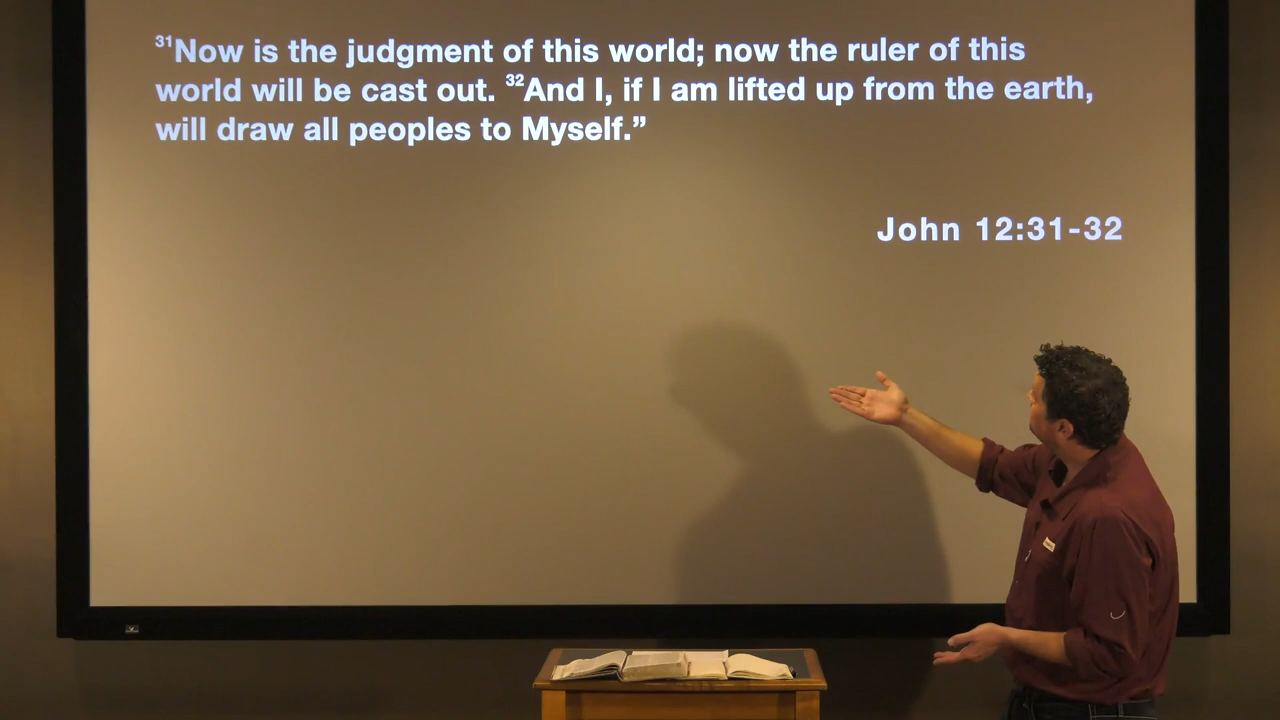 ³¹Now is the judgment of this world; now the ruler of this
world will be cast out. ³²And I, if I am lifted up from the earth,
will draw all peoples to Myself.”
John 12:31-32